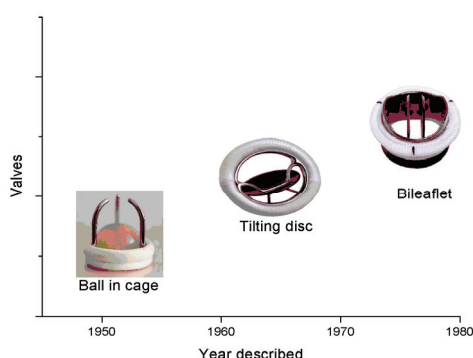 Valves
Bileaflet
Tilting disc
Ball in cage
1950
1960
1970
1980
Year described